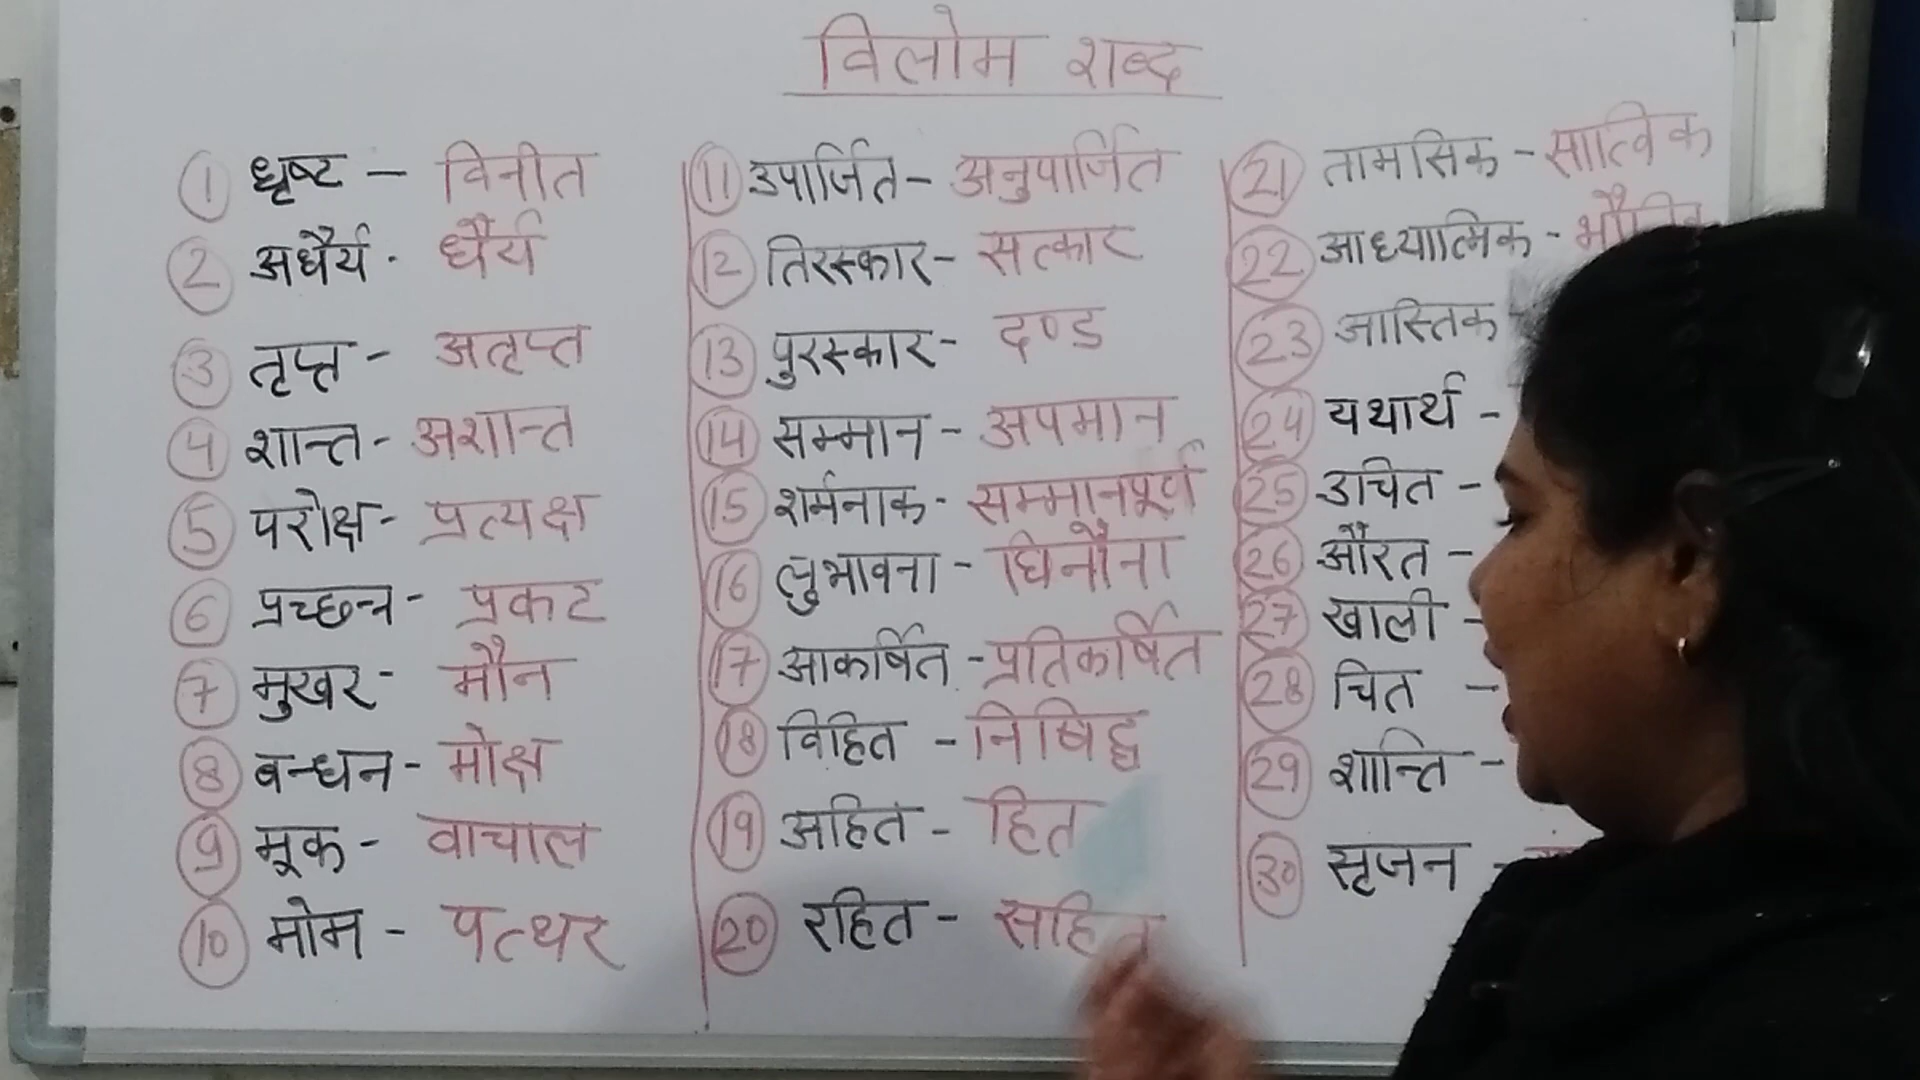 विलोम शब्द
1 धृष्ट - विनीत
2 अधैर्य - धैर्य
3 तृप्त - अतृप्त
4 शान्त - अशान्त
5 परोक्ष - प्रत्यक्ष
6 प्रच्छन्न - प्रकट
7 मुखर - मौन
8 बन्धन - मोक्ष
9 मूक - वाचाल
10 मोम - पत्थर
11 उपार्जित - अनुपार्जित
12 तिरस्कार - सत्कार
13 पुरस्कार - दण्ड
14 सम्मान - अपमान
15 शर्मनाक - सम्मानपूर्ण
16 लुभावना - घिनौना
17 आकर्षित - प्रतिकर्षित
18 विहित - निषिद्ध
19 अहित - हित
20 रहित - सहित
21 तामसिक - सात्विक
22 आध्यात्मिक -
23 आस्तिक
24 यथार्थ -
25 उचित -
26 औरत -
27 खाली -
28 चित -
29 शान्ति -
30 सृजन -